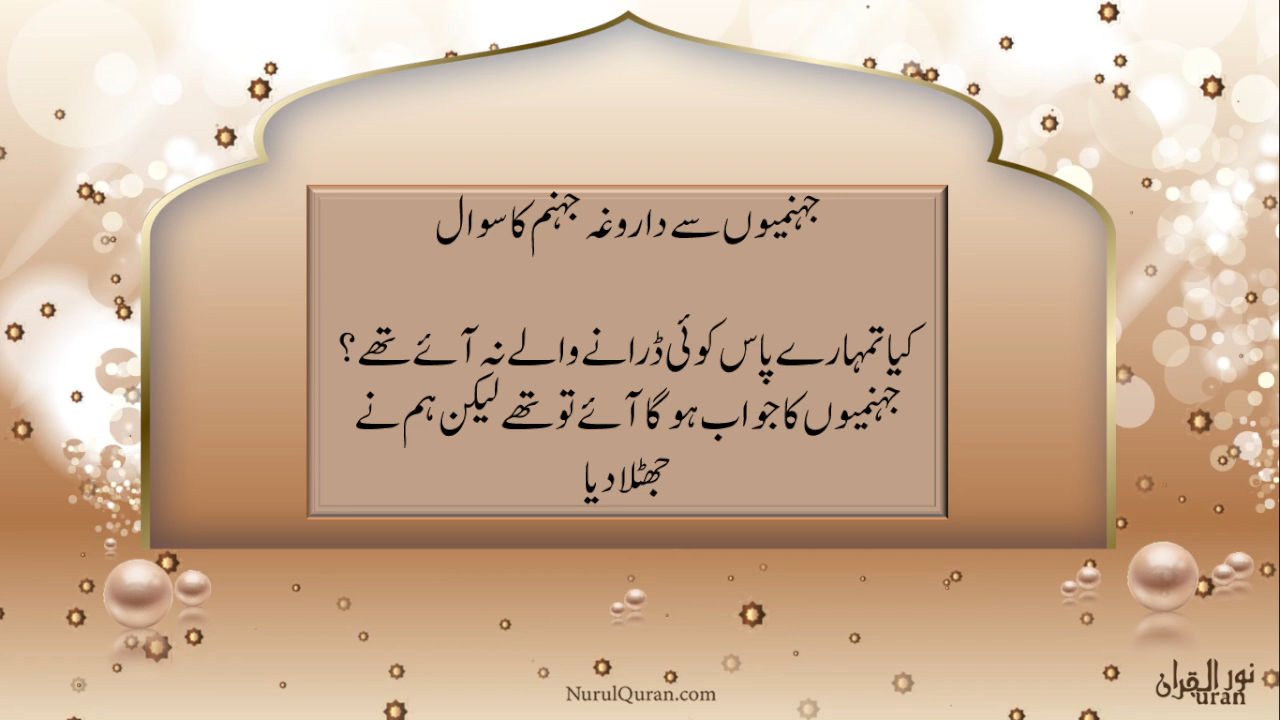 جہنمیوں سے داروغہ جہنم کا سوال
کیا تمہارے پاس کوئی ڈرانے والے نہ آئے تھے؟
جہنمیوں کا جواب ہو گا آئے تو تھے لیکن ہم نے
جھٹلا دیا
NurulQuran.com
نور القرآن
uran